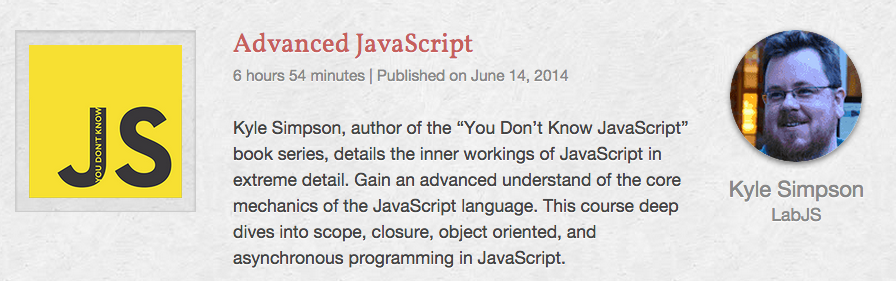 JS
YOU DON'T KNOW
Advanced JavaScript
6 hours 54 minutes | Published on June 14, 2014
Kyle Simpson, author of the “You Don’t Know JavaScript”
book series, details the inner workings of JavaScript in
extreme detail. Gain an advanced understand of the core
mechanics of the JavaScript language. This course deep
dives into scope, closure, object oriented, and
asynchronous programming in JavaScript.
Kyle Simpson
LabJS